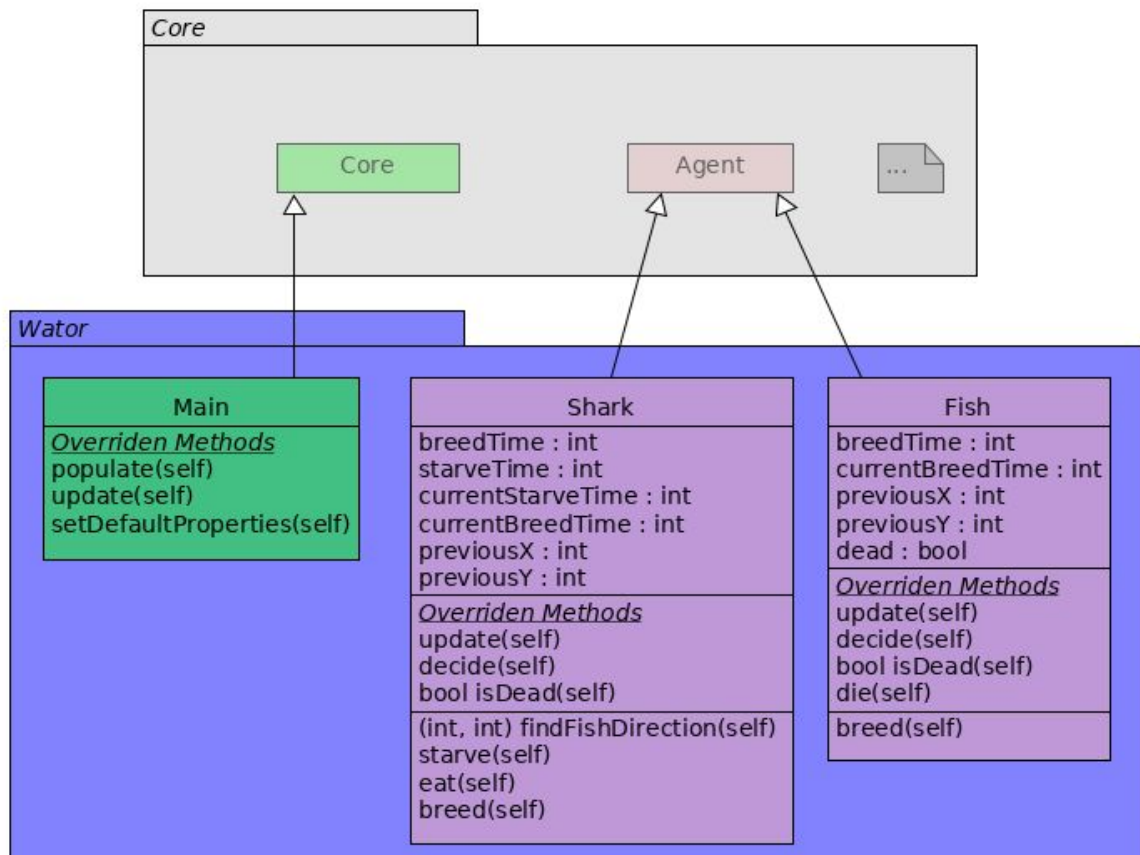 Core
Core
Agent
...
Wator
Main
Overriden Methods
populate(self)
update(self)
setDefaultProperties(self)
Shark
breedTime : int
starveTime : int
currentStarveTime : int
currentBreedTime : int
previousX : int
previousY : int
Overriden Methods
update(self)
decide(self)
bool isDead(self)
(int, int) findFishDirection(self)
starve(self)
eat(self)
breed(self)
Fish
breedTime : int
currentBreedTime : int
previousX : int
previousY : int
dead : bool
Overriden Methods
update(self)
decide(self)
bool isDead(self)
die(self)
breed(self)